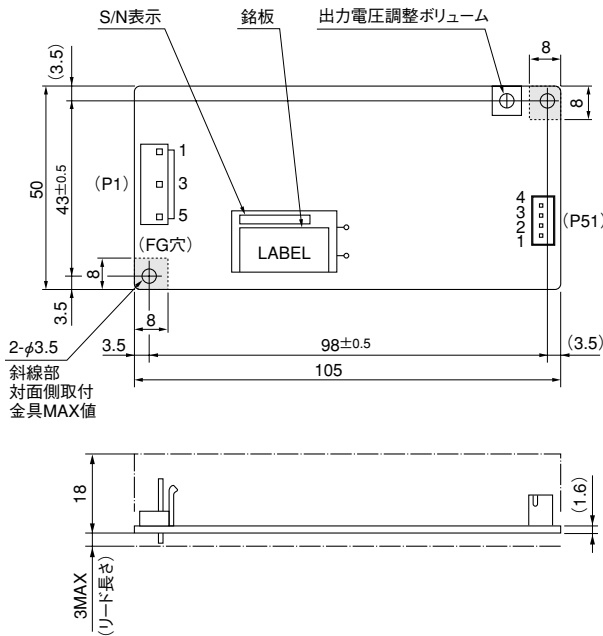 S/N表示
銘板
出力電圧調整ボリューム
(3.5)
8
8
50
43±0.5
(P1)
1
3
5
4
3
2
1
(P51)
(FG穴)
LABEL
8
8
3.5
2-φ3.5
3.5
98±0.5
(3.5)
斜線部
対面側取付
金具MAX値
105
18
(1.6)
3MAX
(リード長さ)